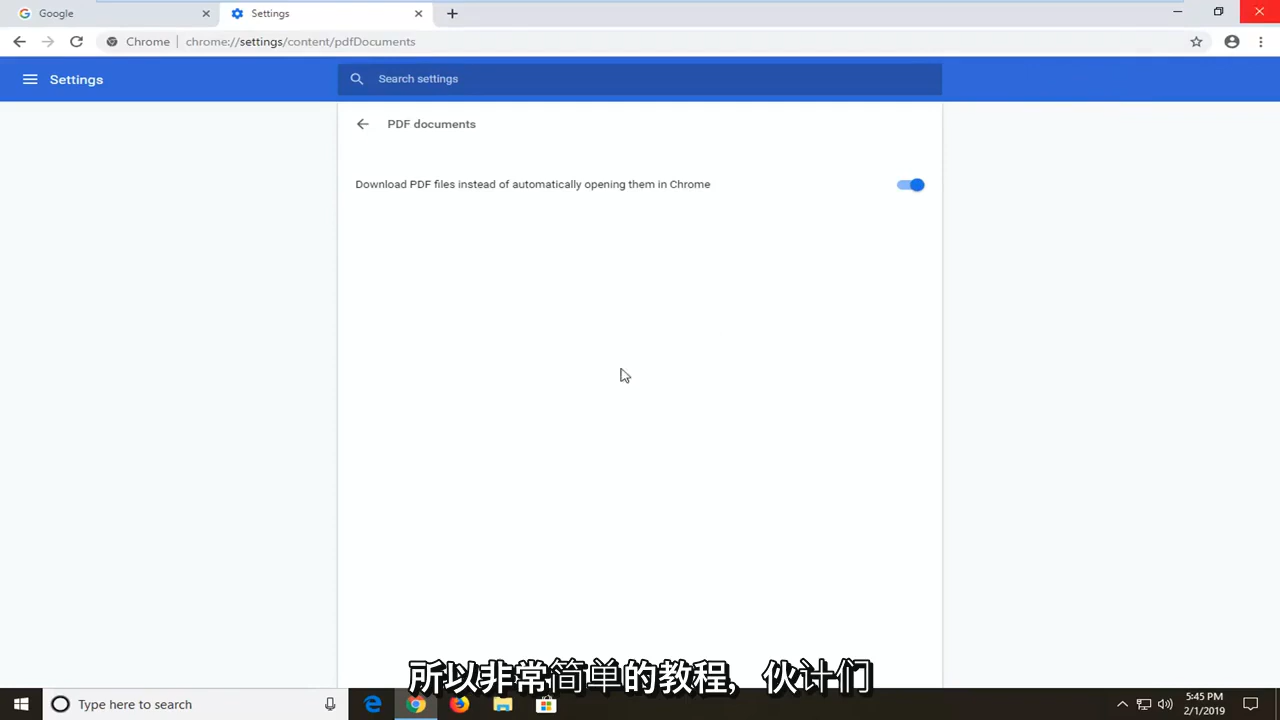 Google
Settings
Chrome
chrome://settings/content/pdfDocuments
Settings
Search settings
PDF documents
Download PDF files instead of automatically opening them in Chrome
所以非常简单的教程, 伙计们
Type here to search
5:45 PM
2/1/2019